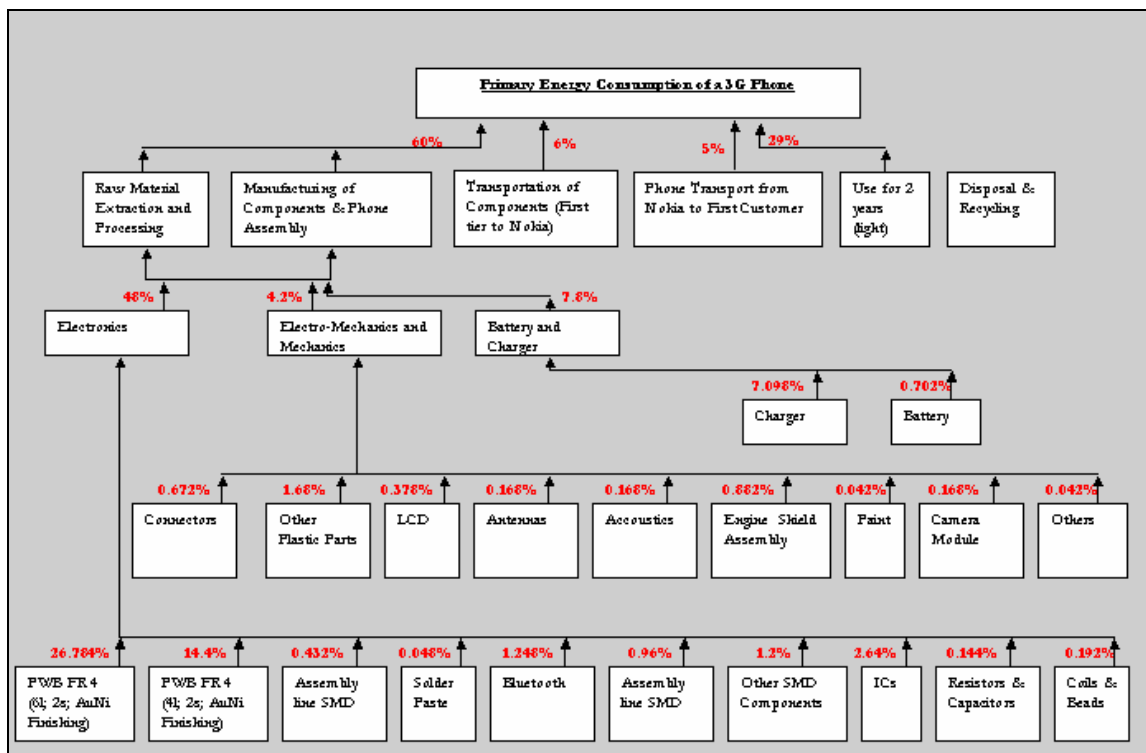 Primary Energy Consumption of a 3G Phone
60%
6%
5%
29%
Raw Material
Extraction and
Processing
Manufacturing of
Components & Phone
Assembly
Transportation of
Components (First
tier to Nokia)
Phone Transport from
Nokia to First Customer
Use for 2
years
(light)
Disposal &
Recycling
48%
4.2%
7.8%
Electronics
Electro-Mechanics and
Mechanics
Battery and
Charger
7.098%
0.702%
Charger
Battery
0.672%
1.68%
0.378%
0.168%
0.168%
0.882%
0.042%
0.168%
0.042%
Connectors
Other
Plastic Parts
LCD
Antennas
Accoustics
Engine Shield
Assembly
Paint
Camera
Module
Others
26.784%
14.4%
0.432%
0.048%
1.248%
0.96%
1.2%
2.64%
0.144%
0.192%
PWB FR4
(6l; 2s; AuNi
Finishing)
PWB FR4
(4l; 2s; AuNi
Finishing)
Assembly
line SMD
Solder
Paste
Bluetooth
Assembly
line SMD
Other SMD
Components
ICs
Resistors &
Capacitors
Coils &
Beads